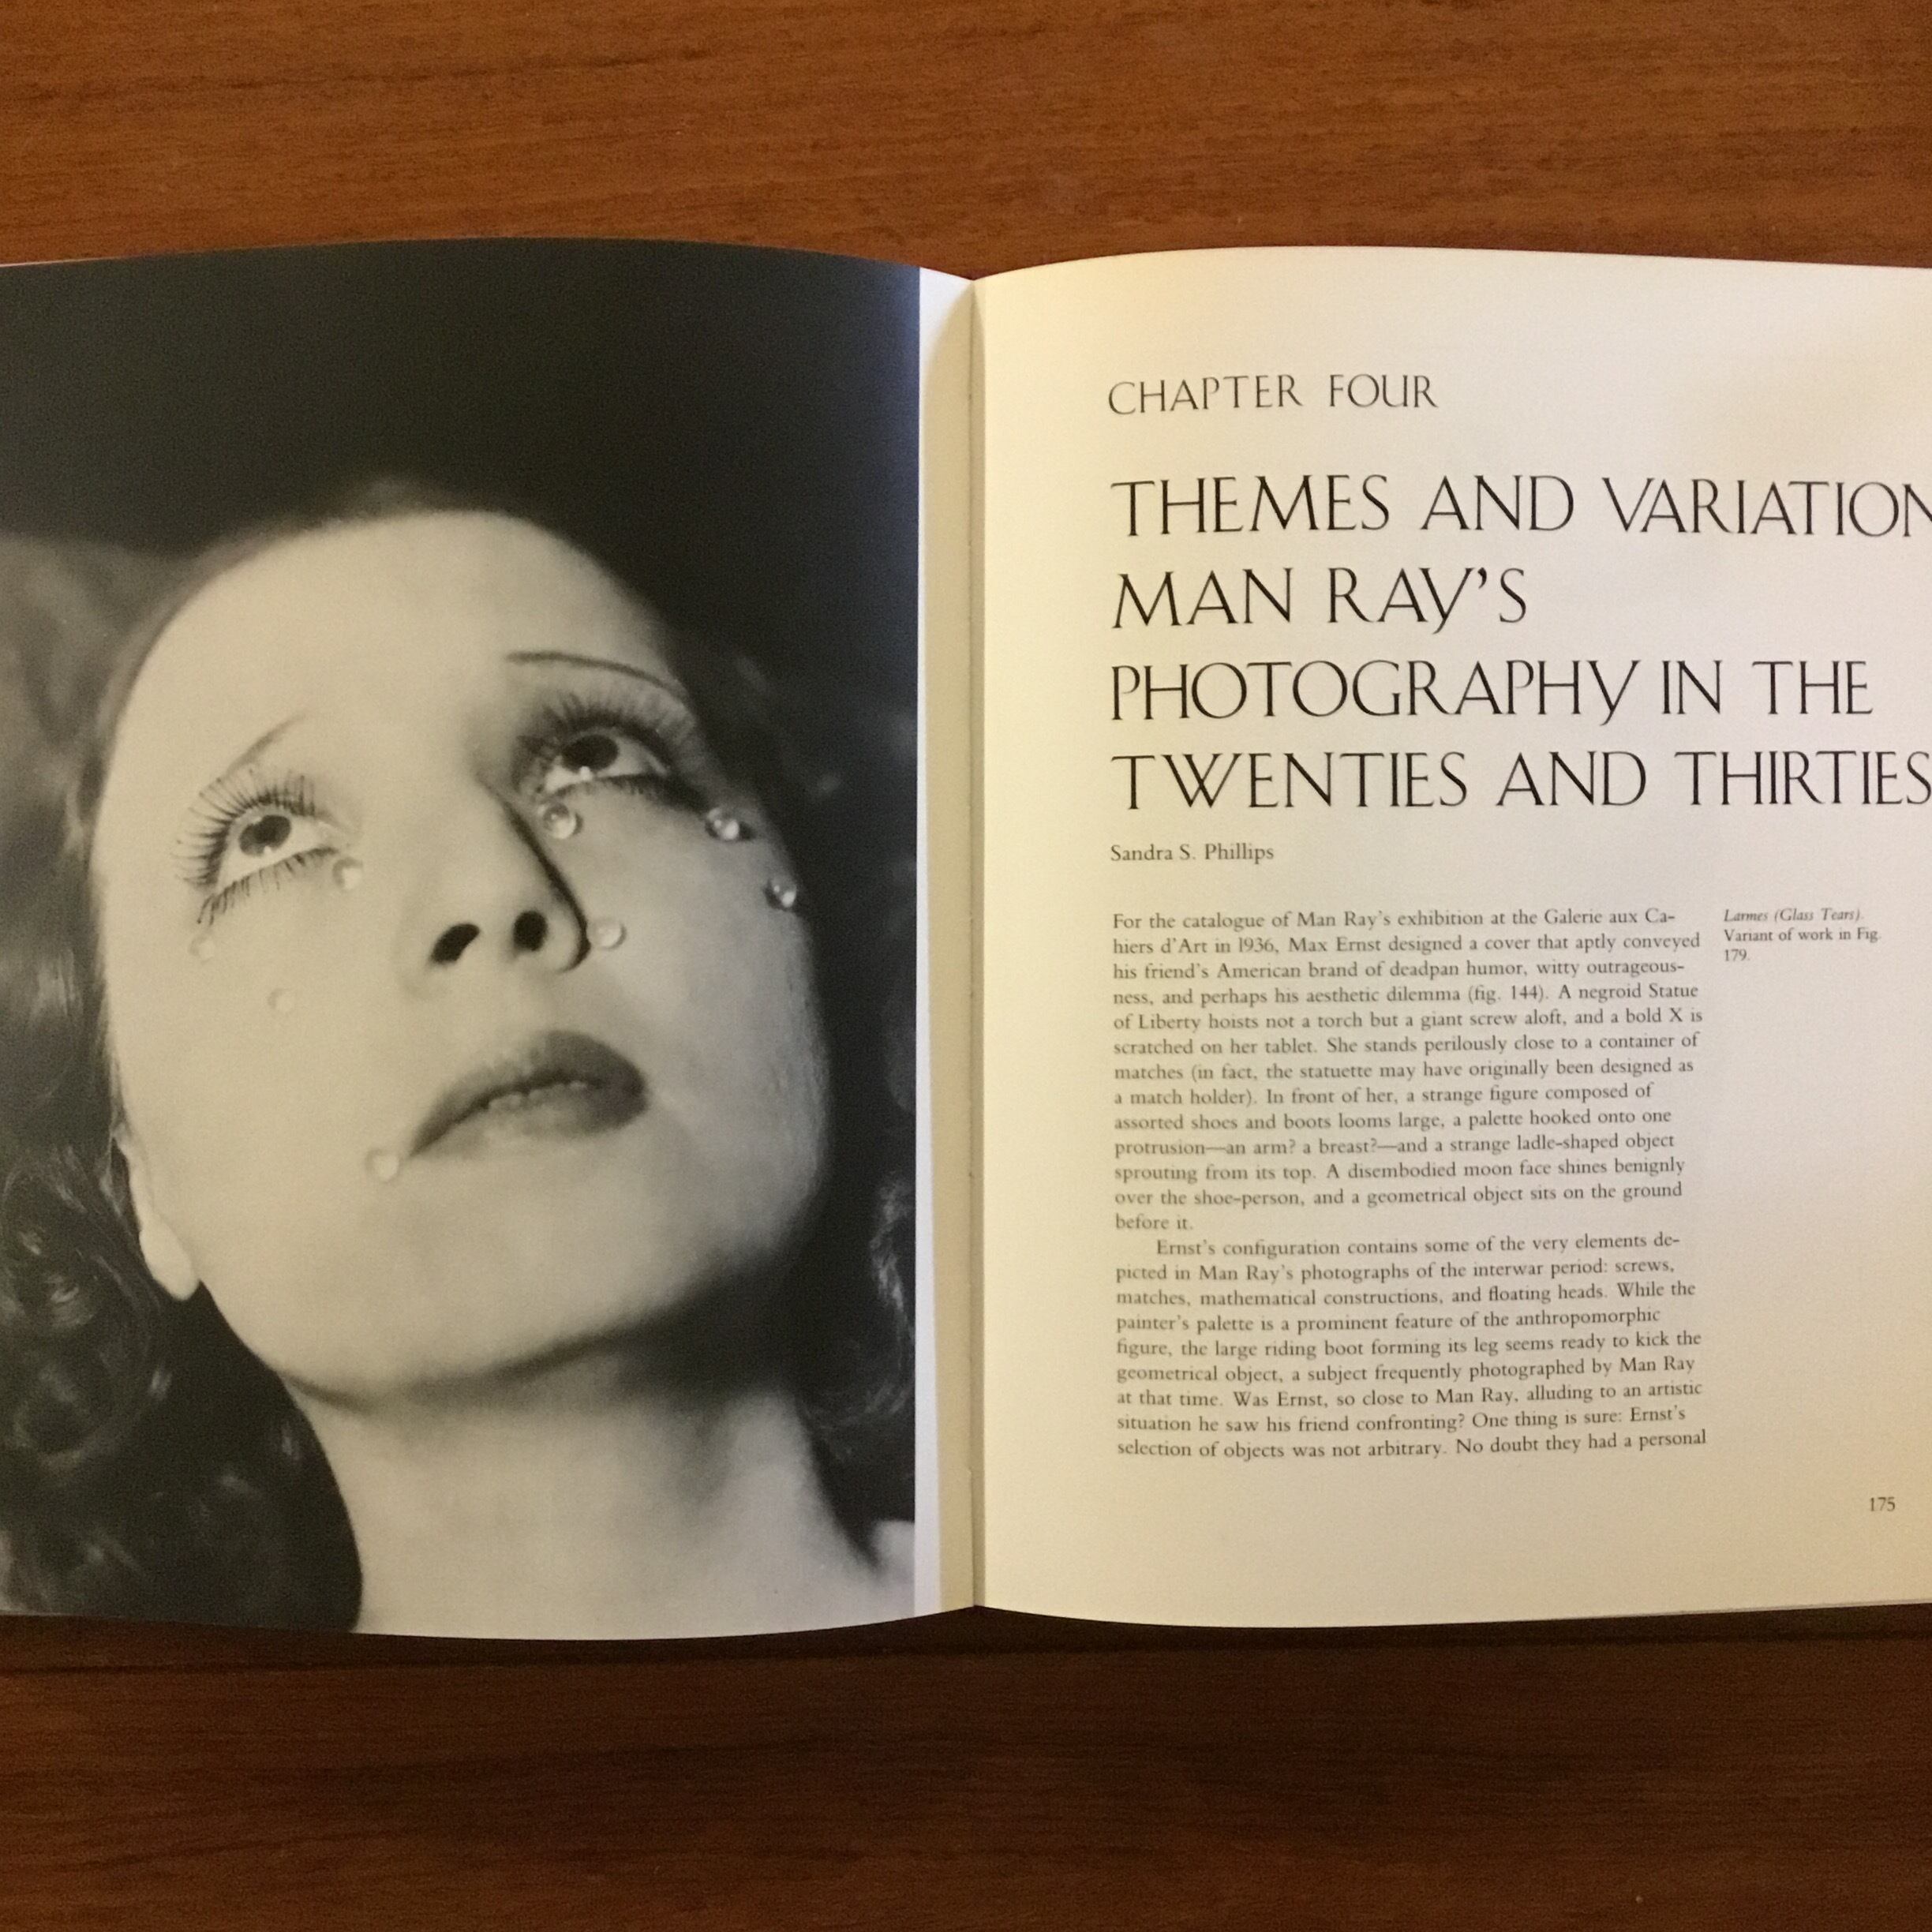 CHAPTER FOUR
THEMES AND VARIATION
MAN RAY'S
PHOTOGRAPHY IN THE
TWENTIES AND THIRTIES
Sandra S. Phillips
For the catalogue of Man Ray's exhibition at the Galerie aux Ca-
hiers d'Art in 1936, Max Ernst designed a cover that aptly conveyed
his friend's American brand of deadpan humor, witty outrageous-
ness, and perhaps his aesthetic dilemma (fig. 144). A negroid Statue
of Liberty hoists not a torch but a giant screw aloft, and a bold X is
scratched on her tablet. She stands perilously close to a container of
matches (in fact, the statuette may have originally been designed as
a match holder). In front of her, a strange figure composed of
assorted shoes and boots looms large, a palette hooked onto one
protrusion—an arm? a breast?—and a strange ladle-shaped object
sprouting from its top. A disembodied moon face shines benignly
over the shoe-person, and a geometrical object sits on the ground
before it.
Ernst's configuration contains some of the very elements de-
picted in Man Ray's photographs of the interwar period: screws,
matches, mathematical constructions, and floating heads. While the
painter's palette is a prominent feature of the anthropomorphic
figure, the large riding boot forming its leg seems ready to kick the
geometrical object, a subject frequently photographed by Man Ray
at that time. Was Ernst, so close to Man Ray, alluding to an artistic
situation he saw his friend confronting? One thing is sure: Ernst's
selection of objects was not arbitrary. No doubt they had a personal
Larmes (Glass Tears).
Variant of work in Fig.
179.
175